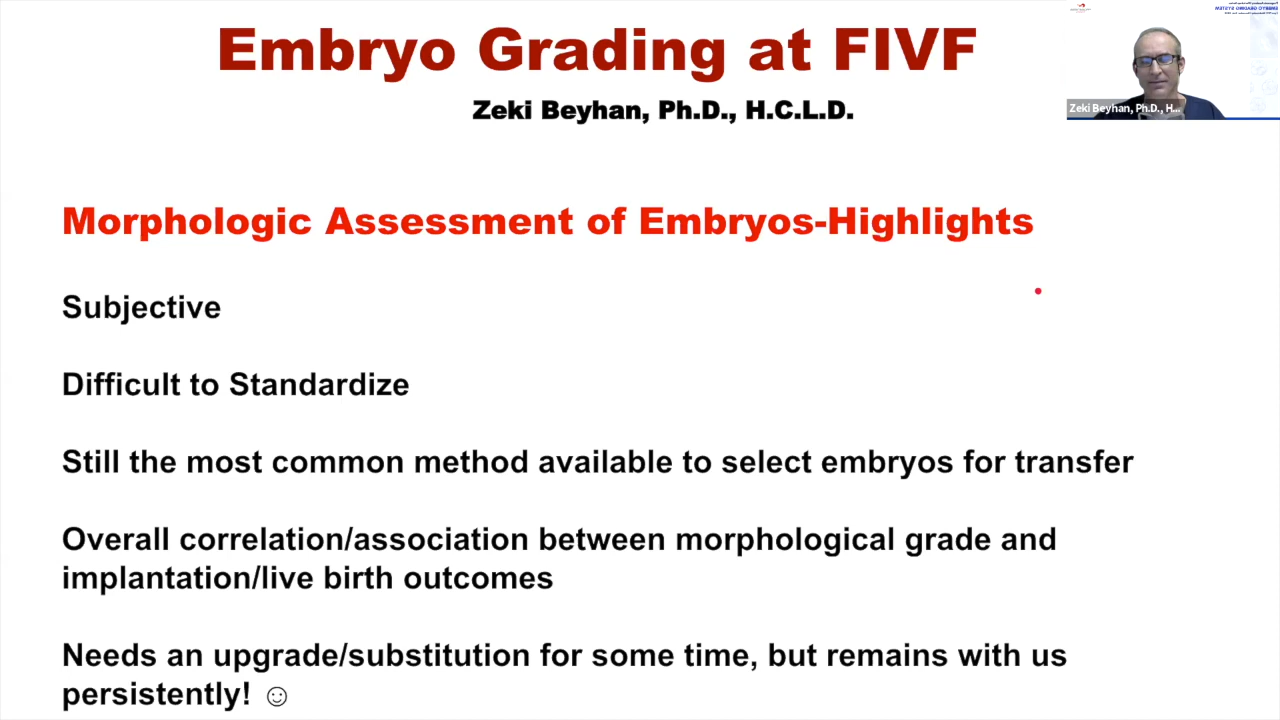 Embryo Grading at FIVF
Zeki Beyhan, Ph.D., H.C.L.D.
Zeki Beyhan, Ph.D., H...
Morphologic Assessment of Embryos-Highlights
Subjective
Difficult to Standardize
Still the most common method available to select embryos for transfer
Overall correlation/association between morphological grade and
implantation/live birth outcomes
Needs an upgrade/substitution for some time, but remains with us
persistently! ☺